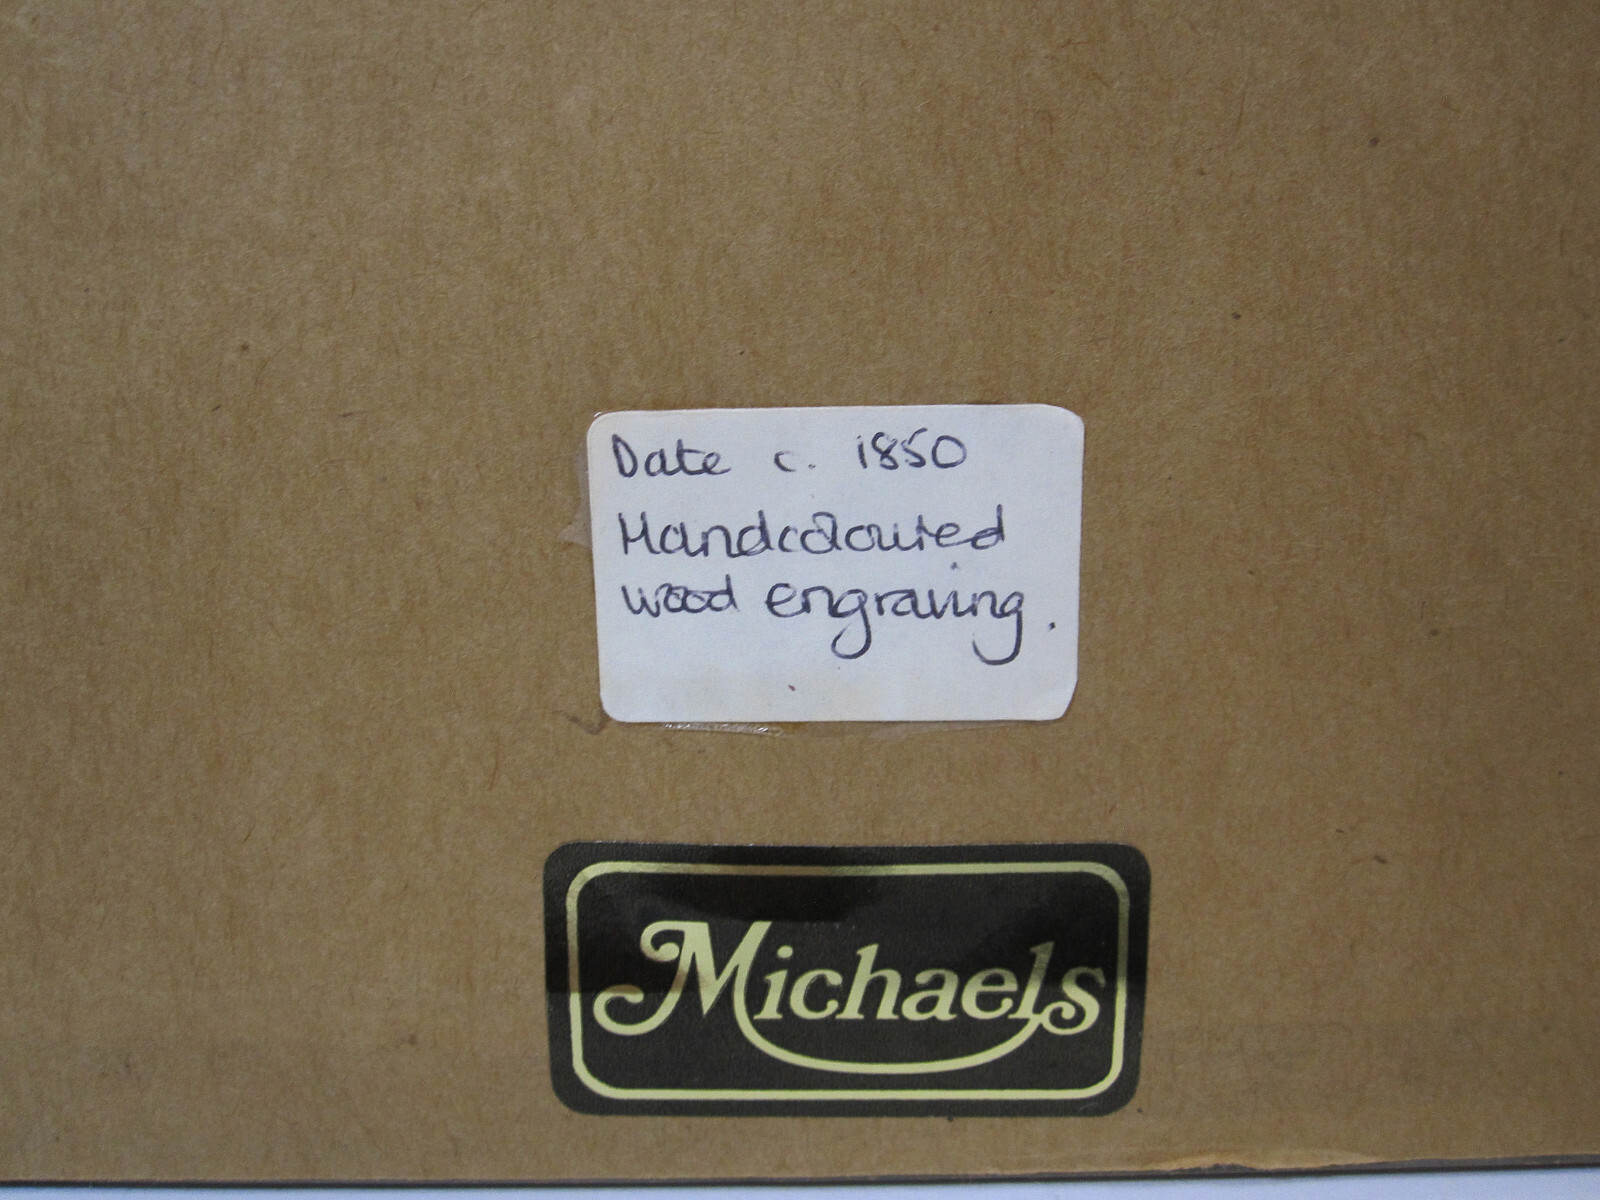 Date c. 1850
Handcoloured
wood engraving.
Michaels